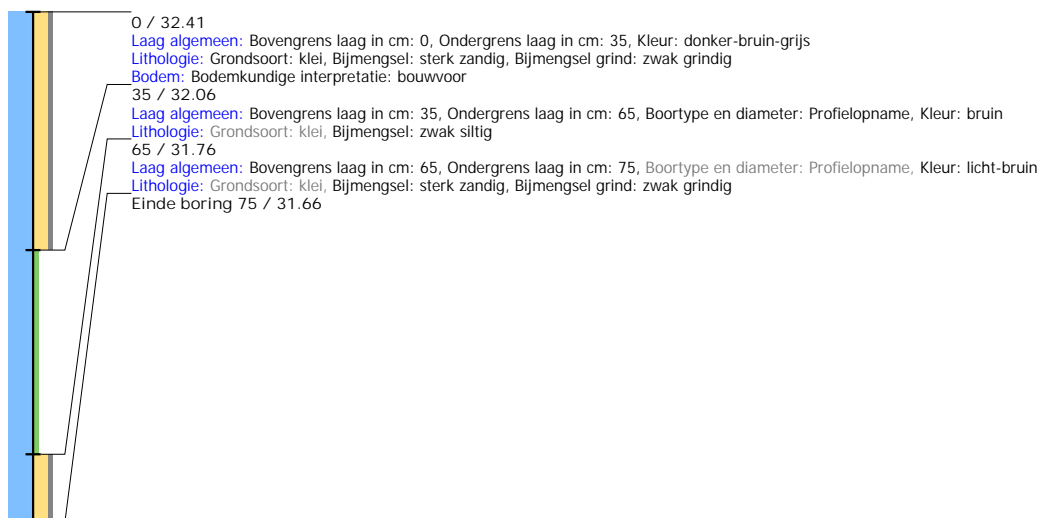 0 / 32.41
Laag algemeen: Bovengrens laag in cm: 0, Ondergrens laag in cm: 35, Kleur: donker-bruin-grijs
Lithologie: Grondsoort: klei, Bijmengsel: sterk zandig, Bijmengsel grind: zwak grindig
Bodem: Bodemkundige interpretatie: bouwvoor
35 / 32.06
Laag algemeen: Bovengrens laag in cm: 35, Ondergrens laag in cm: 65, Boortype en diameter: Profielopname, Kleur: bruin
Lithologie: Grondsoort: klei, Bijmengsel: zwak siltig
65 / 31.76
Laag algemeen: Bovengrens laag in cm: 65, Ondergrens laag in cm: 75, Boortype en diameter: Profielopname, Kleur: licht-bruin
Lithologie: Grondsoort: klei, Bijmengsel: sterk zandig, Bijmengsel grind: zwak grindig
Einde boring 75 / 31.66